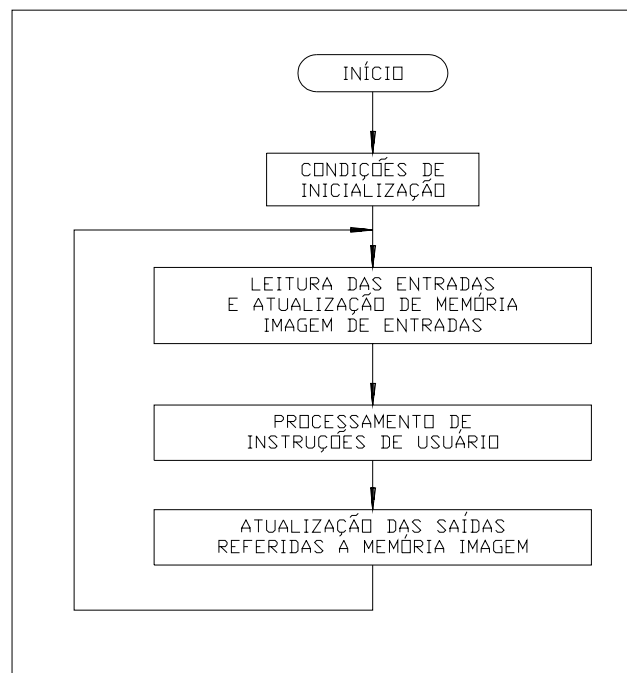 INÍCIO
CONDIÇÕES DE
INICIALIZAÇÃO
LEITURA DAS ENTRADAS
E ATUALIZAÇÃO DE MEMÓRIA
IMAGEM DE ENTRADAS
PROCESSAMENTO DE
INSTRUÇÕES DE USUÁRIO
ATUALIZAÇÃO DAS SAÍDAS
REFERIDAS A MEMÓRIA IMAGEM